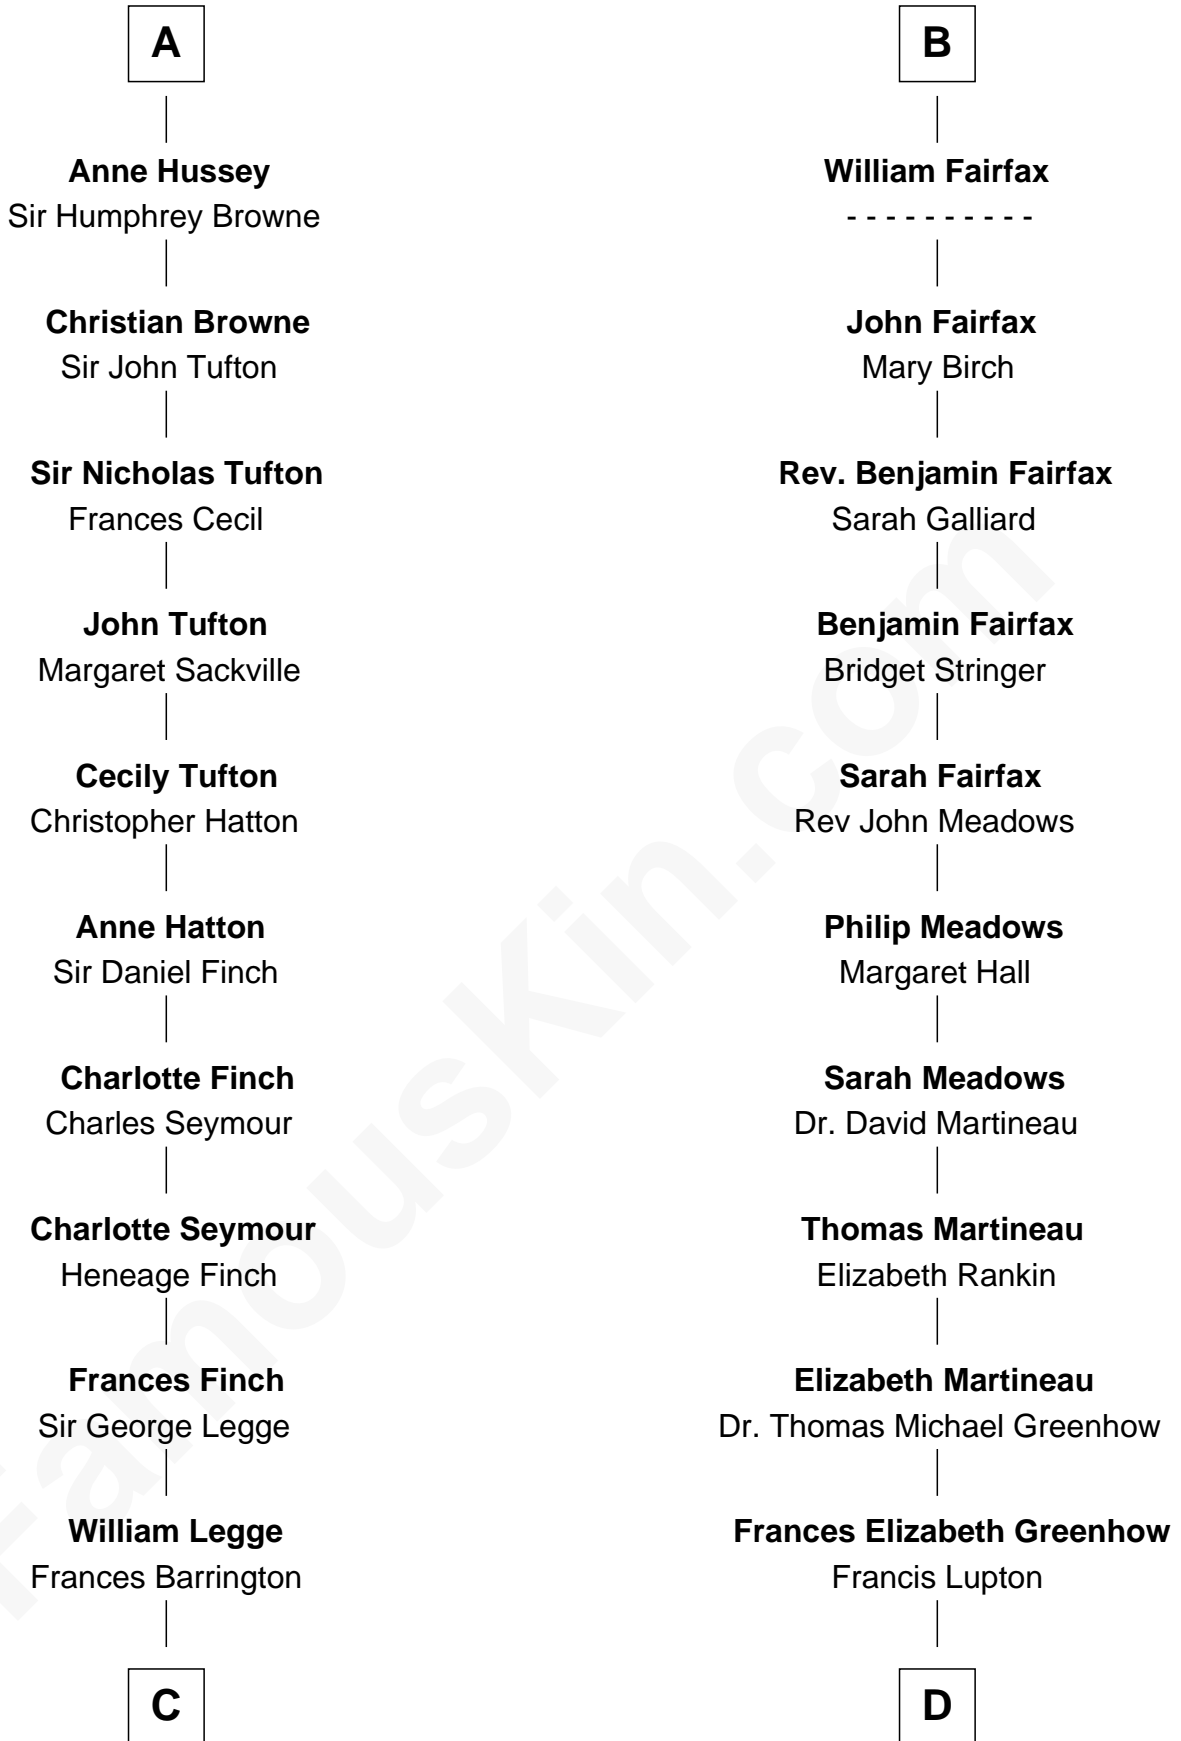 A
Anne Hussey
Sir Humphrey Browne
Christian Browne
Sir John Tufton
Sir Nicholas Tufton
Frances Cecil
John Tufton
Margaret Sackville
Cecily Tufton
Christopher Hatton
Anne Hatton
Sir Daniel Finch
Charlotte Finch
Charles Seymour
Charlotte Seymour
Heneage Finch
Frances Finch
Sir George Legge
William Legge
Frances Barrington
C
B
William Fairfax
- - - - - - - - - -
John Fairfax
Mary Birch
Rev. Benjamin Fairfax
Sarah Galliard
Benjamin Fairfax
Bridget Stringer
Sarah Fairfax
Rev John Meadows
Philip Meadows
Margaret Hall
Sarah Meadows
Dr. David Martineau
Thomas Martineau
Elizabeth Rankin
Elizabeth Martineau
Dr. Thomas Michael Greenhow
Frances Elizabeth Greenhow
Francis Lupton
D
FamousKin.com